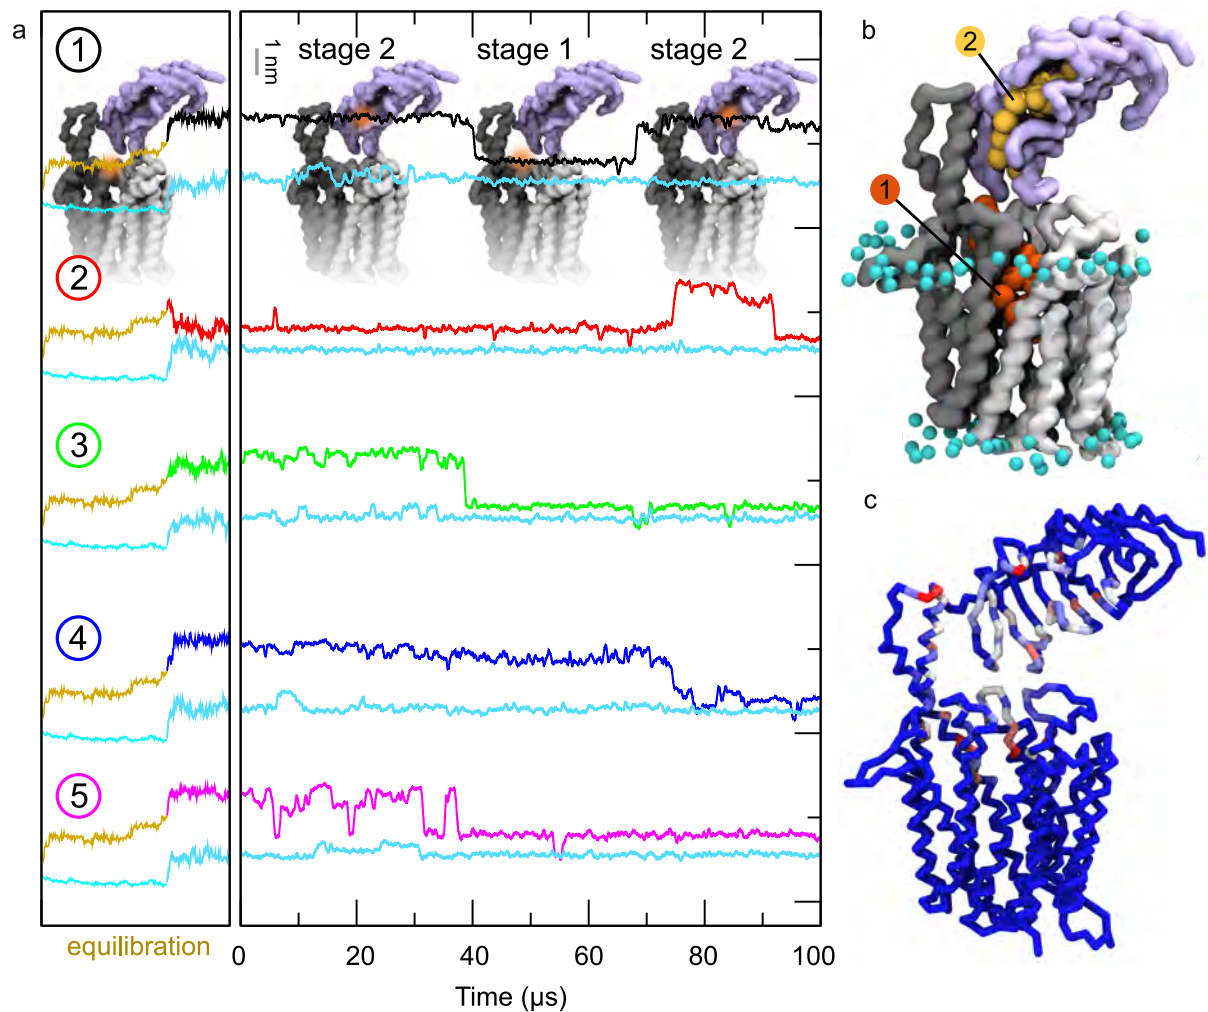 a
1
1 nm
stage 2
stage 1
stage 2
2
3
4
5
equilibration
0
20
40
60
80
100
Time (μs)
b
2
1
c